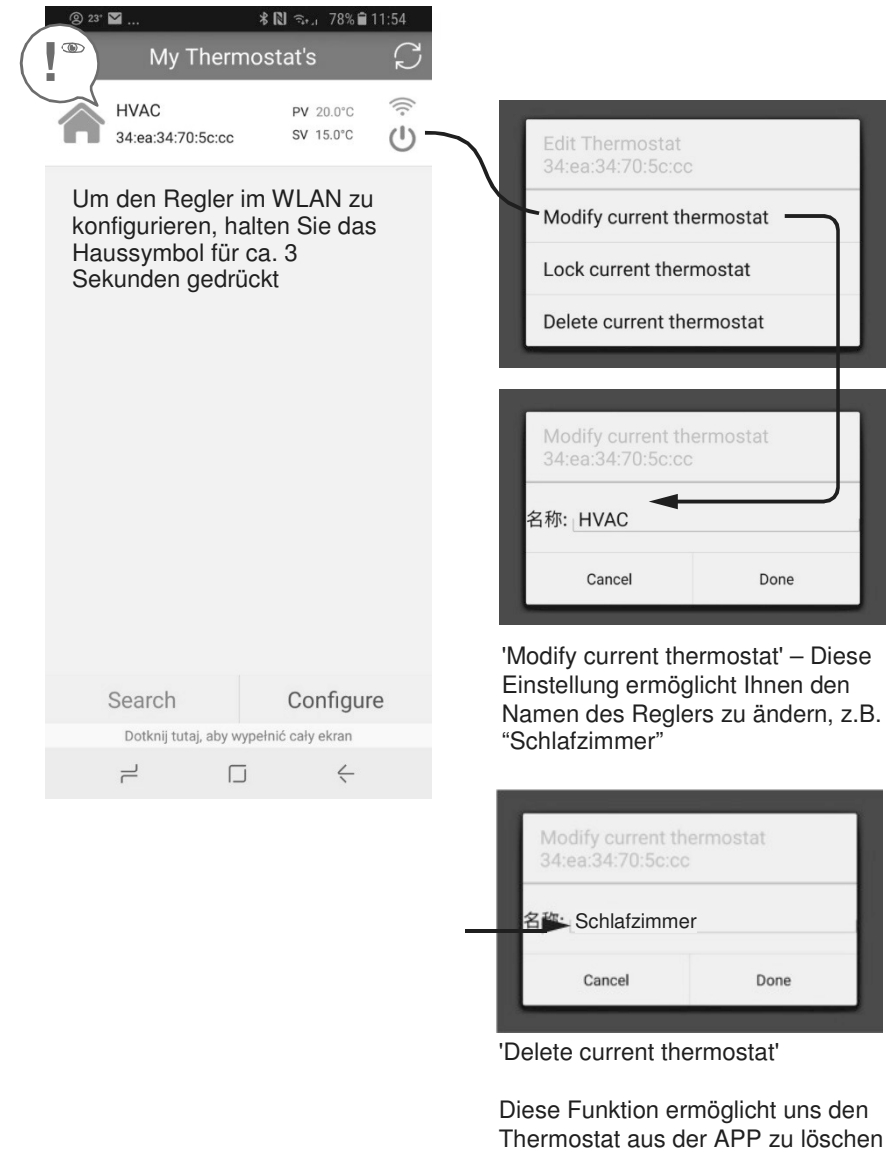 23° ... 78% 11:54
My Thermostat's
!
HVAC
34:ea:34:70:5c:cc
PV 20.0°C
SV 15.0°C
Um den Regler im WLAN zu
konfigurieren, halten Sie das
Haussymbol für ca. 3
Sekunden gedrückt
Search
Configure
Dotknij tutaj, aby wypełnić cały ekran
Edit Thermostat
34:ea:34:70:5c:cc
Modify current thermostat
Lock current thermostat
Delete current thermostat
Modify current thermostat
34:ea:34:70:5c:cc
名称: HVAC
Cancel
Done
'Modify current thermostat' – Diese
Einstellung ermöglicht Ihnen den
Namen des Reglers zu ändern, z.B.
“Schlafzimmer”
Modify current thermostat
34:ea:34:70:5c:cc
名称: Schlafzimmer
Cancel
Done
'Delete current thermostat'
Diese Funktion ermöglicht uns den
Thermostat aus der APP zu löschen